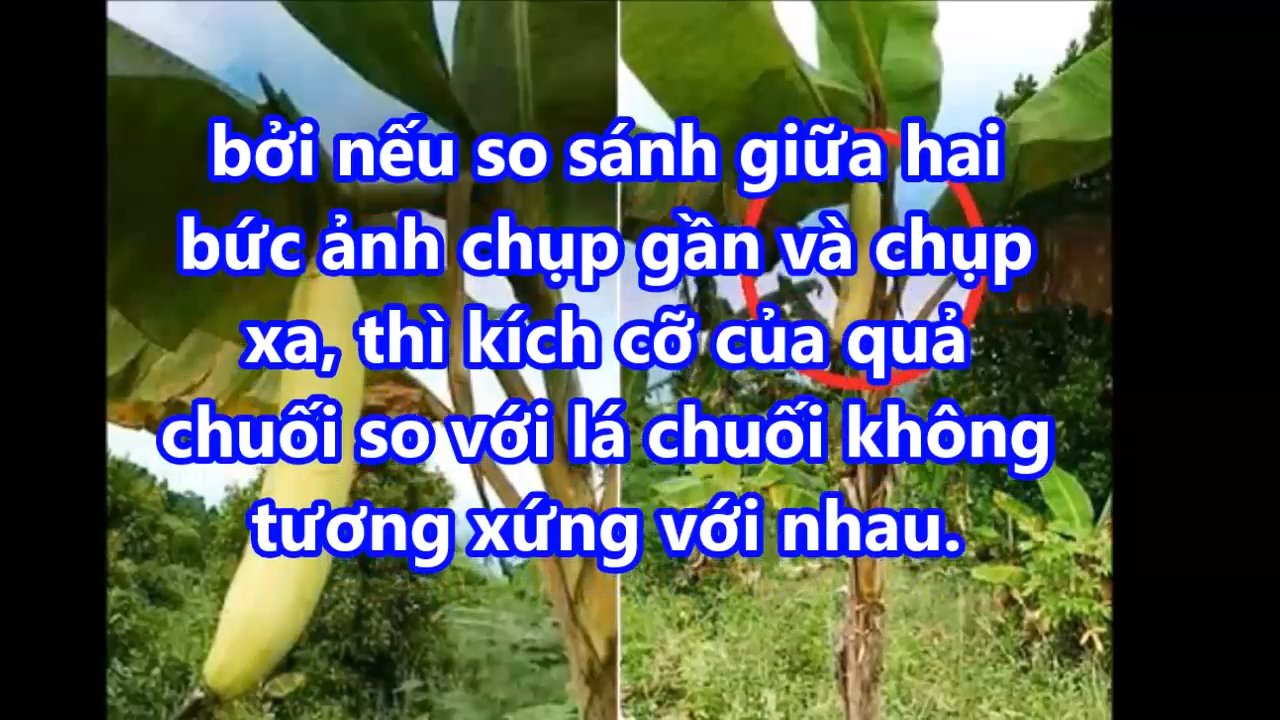 bởi nếu so sánh giữa hai
bức ảnh chụp gần và chụp
xa, thì kích cỡ của quả
chuối so với lá chuối không
tương xứng với nhau.